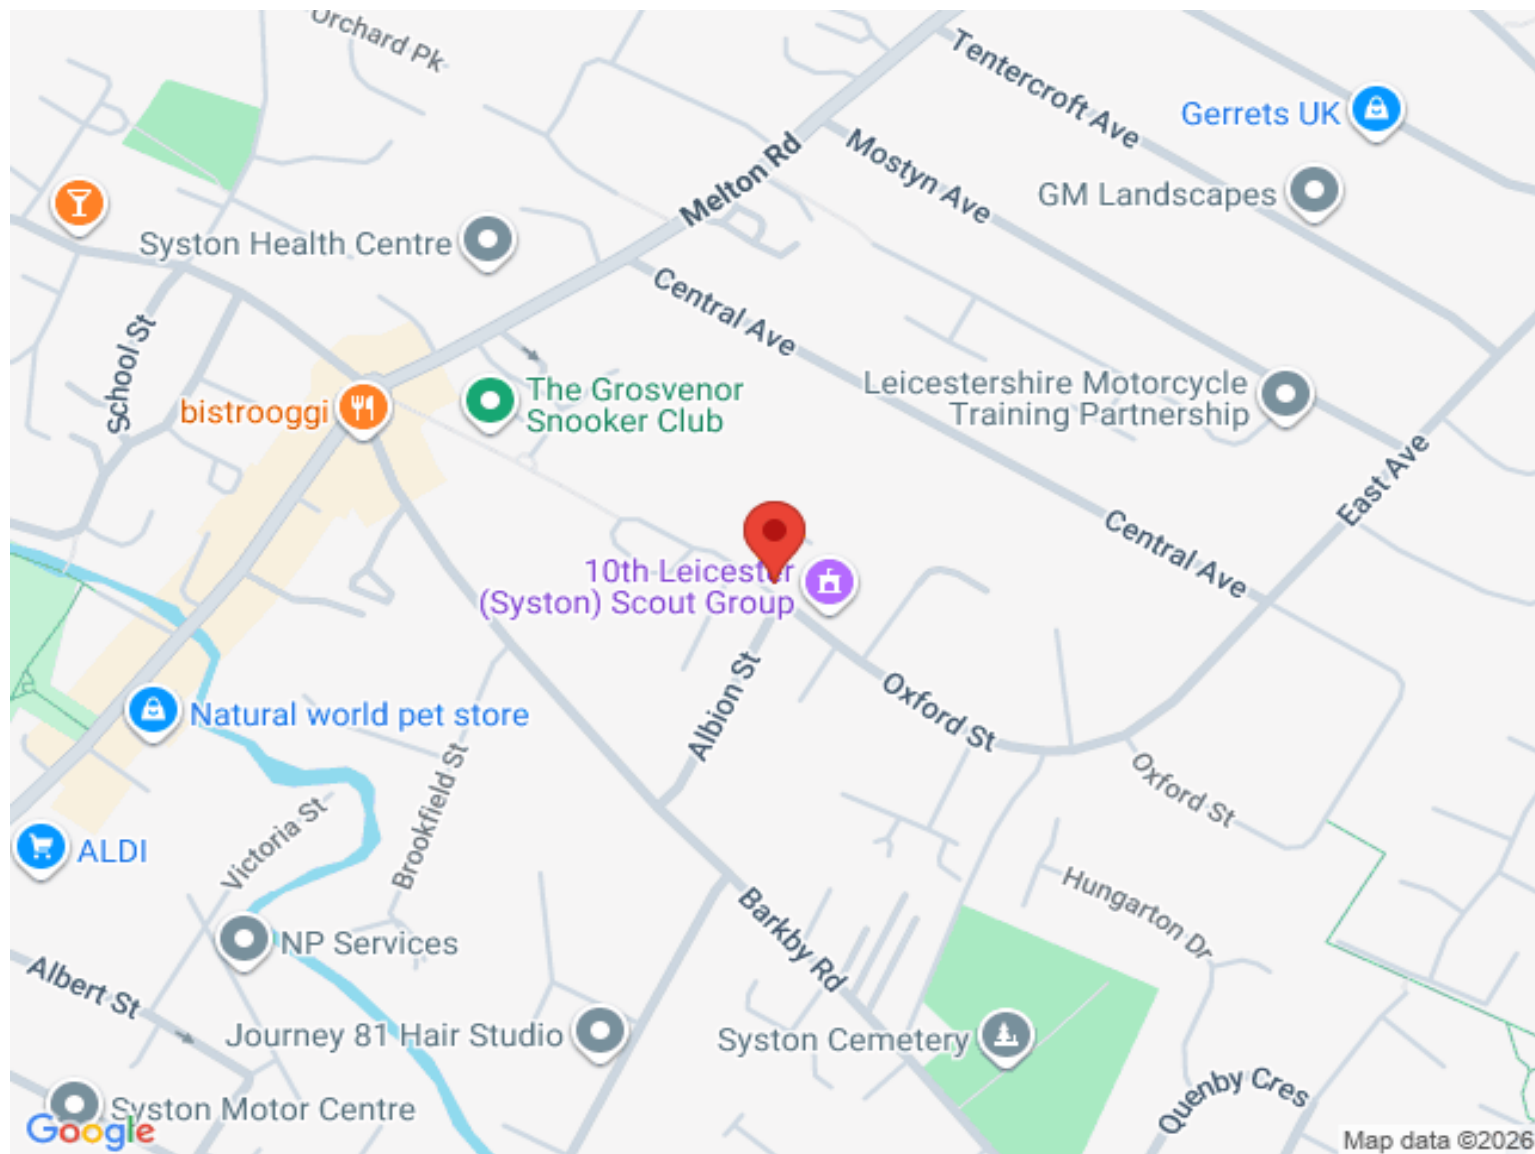 Orchard Pk
Tentercroft Ave
Gerrets UK
Mostyn Ave
Melton Rd
GM Landscapes
Syston Health Centre
Central Ave
School St
The Grosvenor
Snooker Club
Leicestershire Motorcycle
Training Partnership
bistrooggi
East Ave
Central Ave
10th Leicester
(Syston) Scout Group
Albion St
Oxford St
Natural world pet store
Brookfield St
Oxford St
Victoria St
ALDI
Hungarton Dr
Barkby Rd
NP Services
Albert St
Journey 81 Hair Studio
Syston Cemetery
Quenby Cres
Syston Motor Centre
Google
Map data ©2026